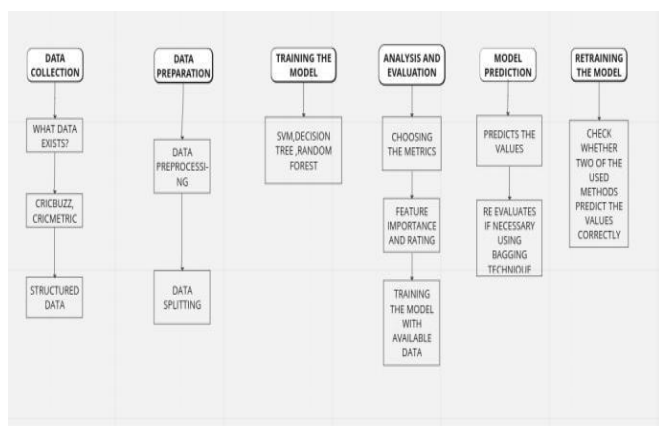 DATA
COLLECTION
WHAT DATA
EXISTS?
CRICBUZZ,
CRICMETRIC
STRUCTURED
DATA
DATA
PREPARATION
DATA
PREPROCESSI-
NG
DATA
SPLITTING
TRAINING THE
MODEL
SVM,DECISION
TREE ,RANDOM
FOREST
ANALYSIS AND
EVALUATION
CHOOSING
THE METRICS
FEATURE
IMPORTANCE
AND RATING
TRAINING
THE MODEL
WITH
AVAILABLE
DATA
MODEL
PREDICTION
PREDICTS THE
VALUES
RE EVALUATES
IF NECESSARY
USING
BAGGING
TECHNIQUE
RETRAINING
THE MODEL
CHECK
WHETHER
TWO OF THE
USED
METHODS
PREDICT THE
VALUES
CORRECTLY